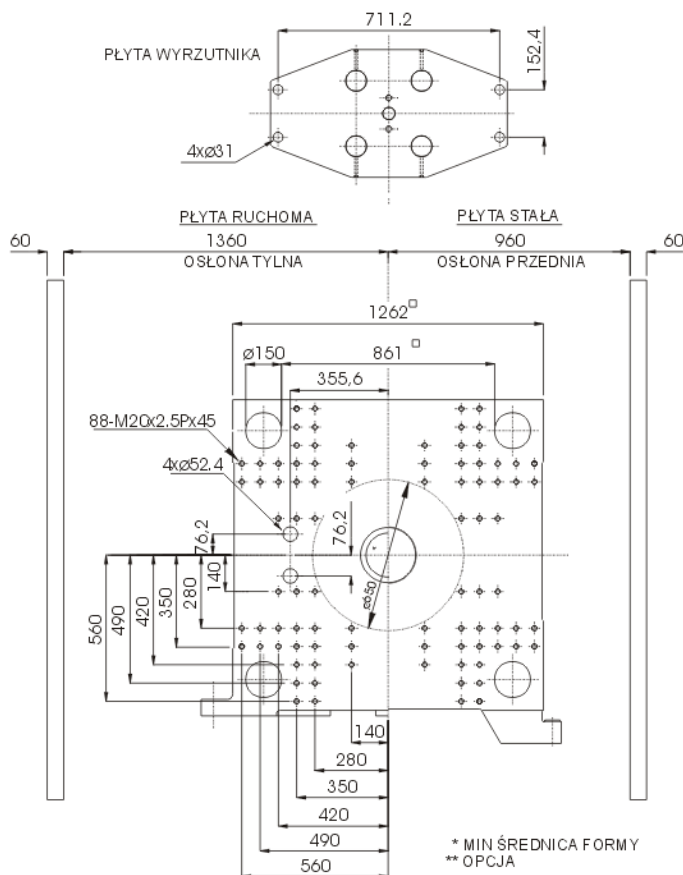 711.2
PŁYTA WYRZUTNIKA
152,4
4xø31
PŁYTA RUCHOMA
PŁYTA STAŁA
60
1360
960
60
OSŁONA TYLNA
OSŁONA PRZEDNIA
1262
ø150
861
355,6
88-M20x2.5Px45
4xø52.4
76,2
76,2
ø650
140
280
350
420
490
560
140
280
350
420
490
560
* MIN ŚREDNICA FORMY
** OPCJA